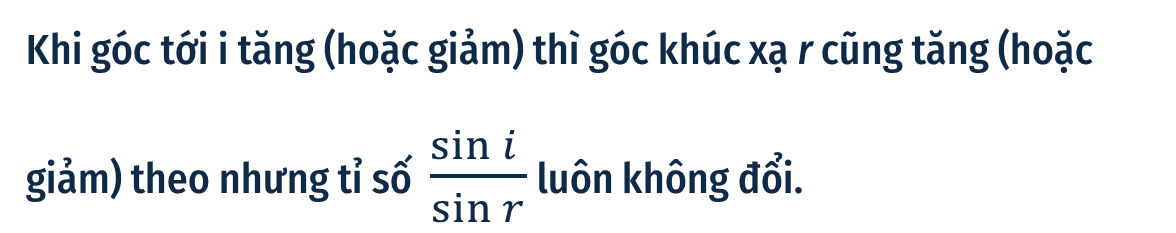 Khi góc tới i tăng (hoặc giảm) thì góc khúc xạ r cũng tăng (hoặc
giảm) theo nhưng tỉ số sin i / sin r luôn không đổi.